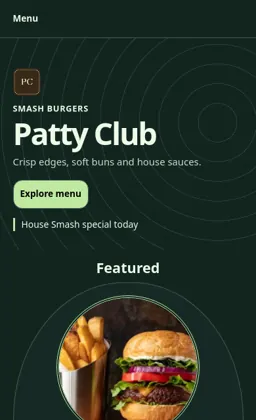 Menu
PC
SMASH BURGERS
Patty Club
Crisp edges, soft buns and house sauces.
Explore menu
House Smash special today
Featured